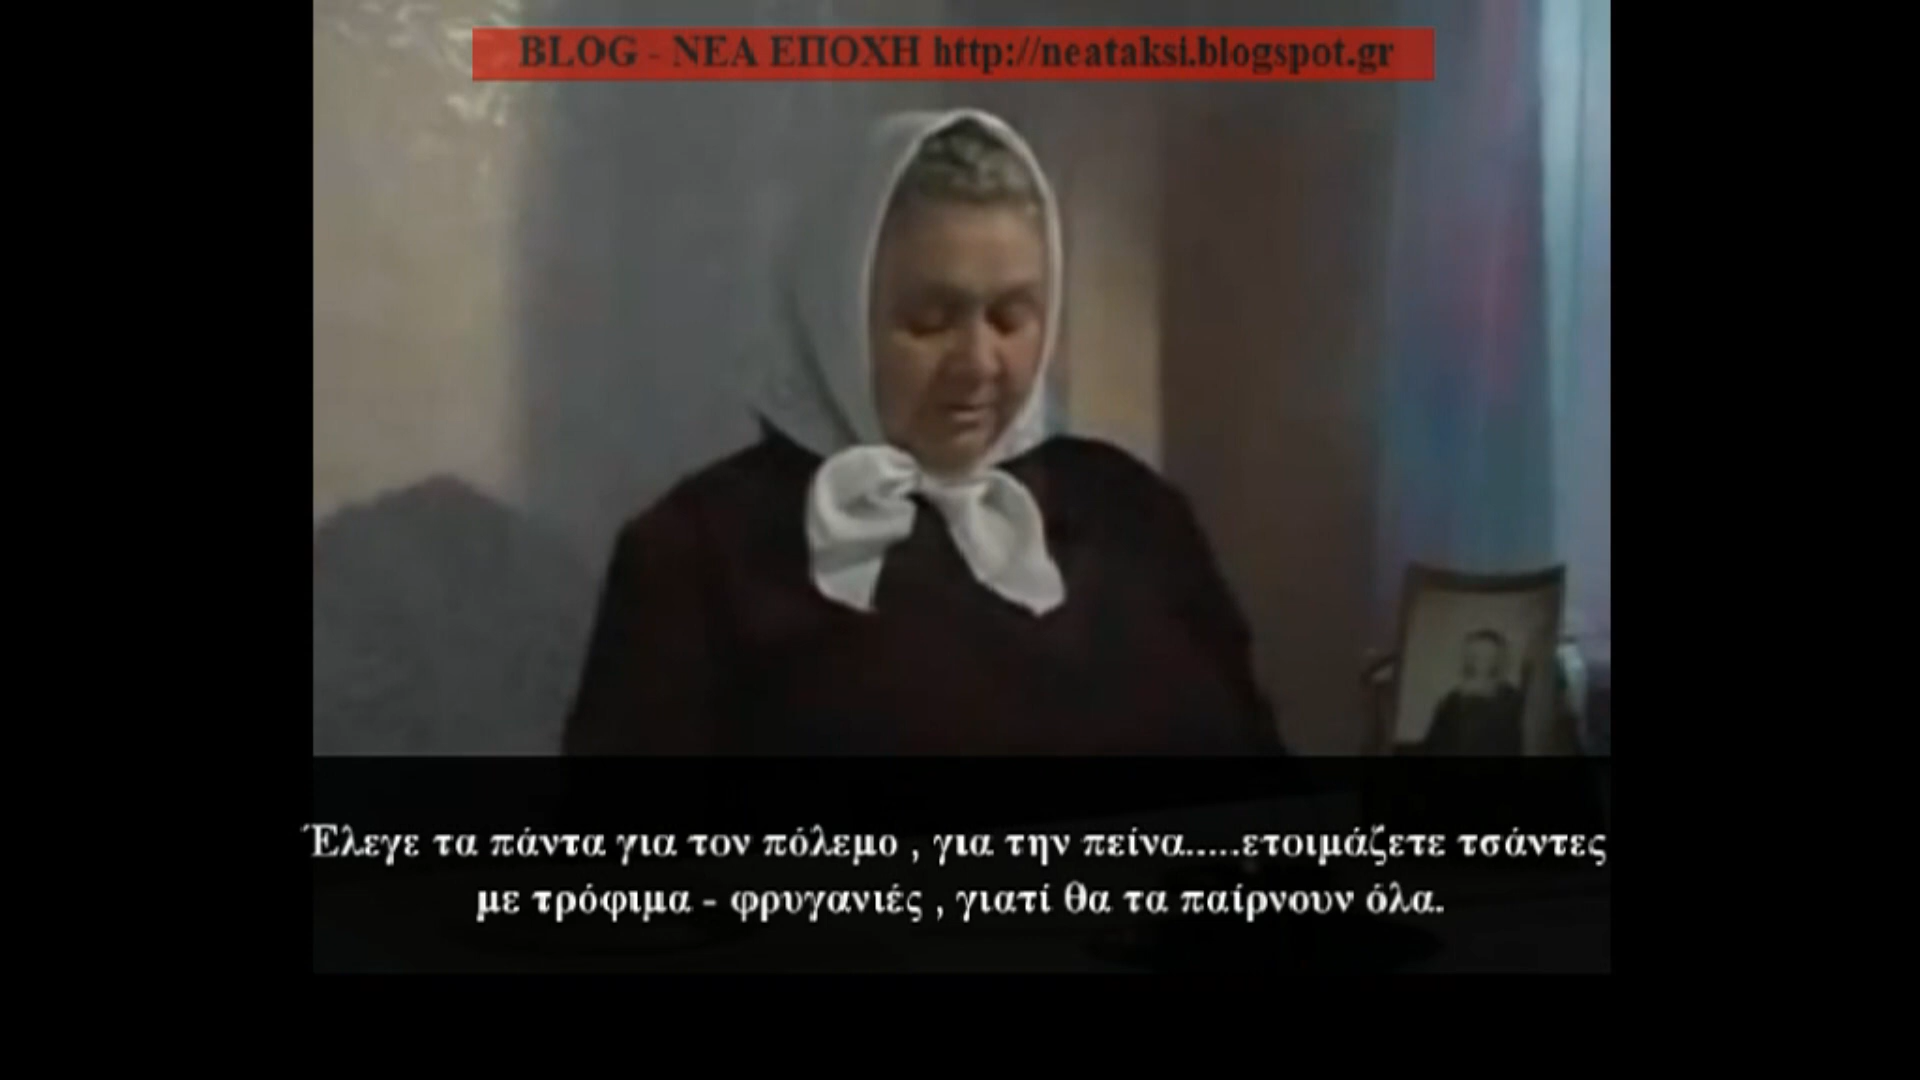 BLOG - ΝΕΑ ΕΠΟΧΗ http://neataksi.blogspot.gr
Έλεγε τα πάντα για τον πόλεμο , για την πείνα.....ετοιμάζετε τσάντες
με τρόφιμα - φρυγανιές , γιατί θα τα παίρνουν όλα.